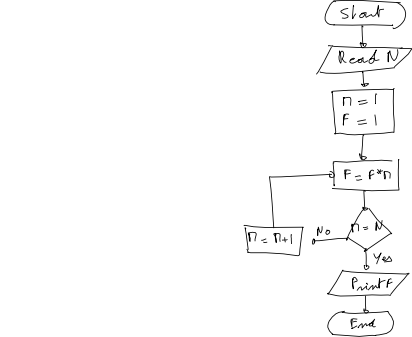 Start
Read N
n = 1
F = 1
F = F*n
n = N
No
n = n+1
Yes
Print F
End